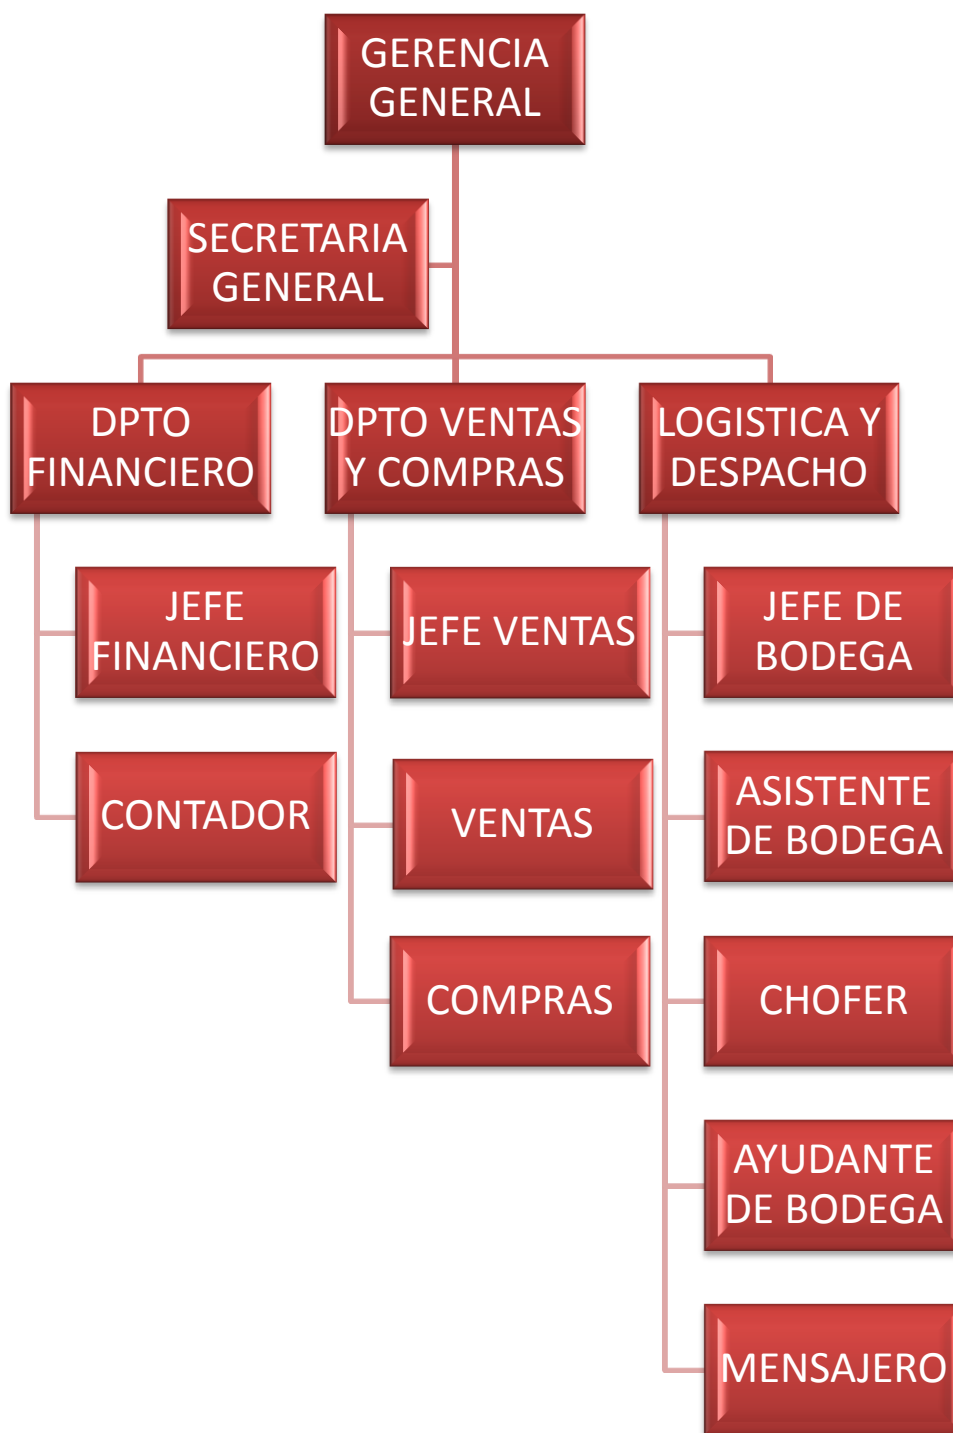 GERENCIA
GENERAL
SECRETARIA
GENERAL
DPTO
FINANCIERO
DPTO VENTAS
Y COMPRAS
LOGISTICA Y
DESPACHO
JEFE
FINANCIERO
JEFE VENTAS
JEFE DE
BODEGA
CONTADOR
VENTAS
ASISTENTE
DE BODEGA
COMPRAS
CHOFER
AYUDANTE
DE BODEGA
MENSAJERO